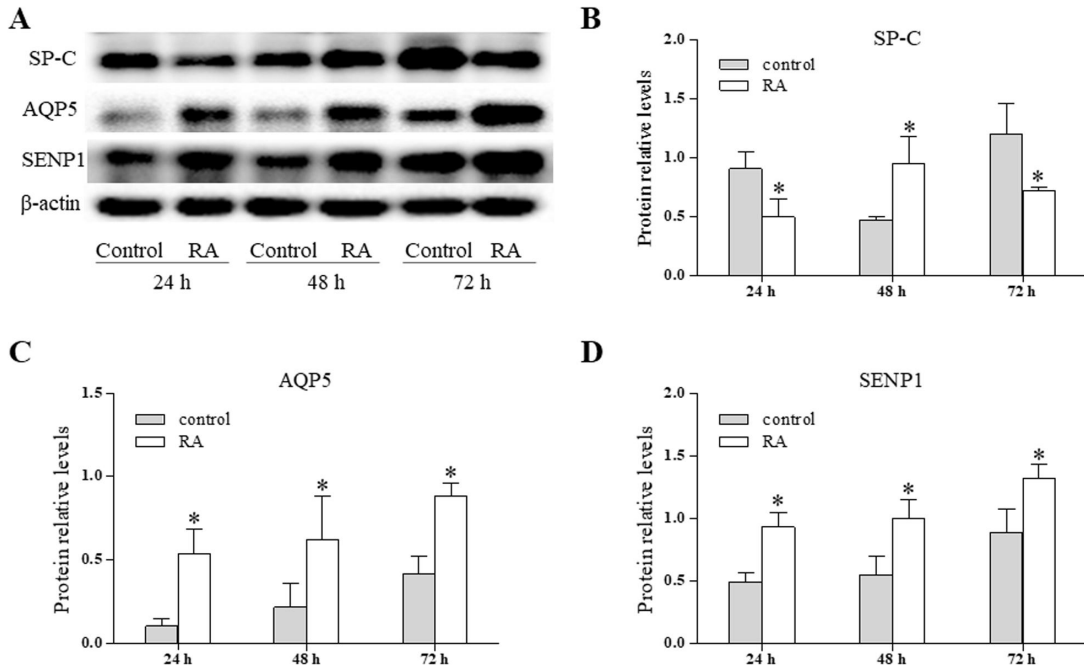 A
SP-C
AQP5
SENP1
β-actin
Control RA Control RA Control RA
24 h 48 h 72 h
B
SP-C
control
RA
Protein relative levels
2.0
1.5
1.0
0.5
0.0
*
*
*
24 h 48 h 72 h
C
AQP5
control
RA
Protein relative levels
1.5
1.0
0.5
0.0
*
*
*
24 h 48 h 72 h
D
SENP1
control
RA
Protein relative levels
2.0
1.5
1.0
0.5
0.0
*
*
*
24 h 48 h 72 h